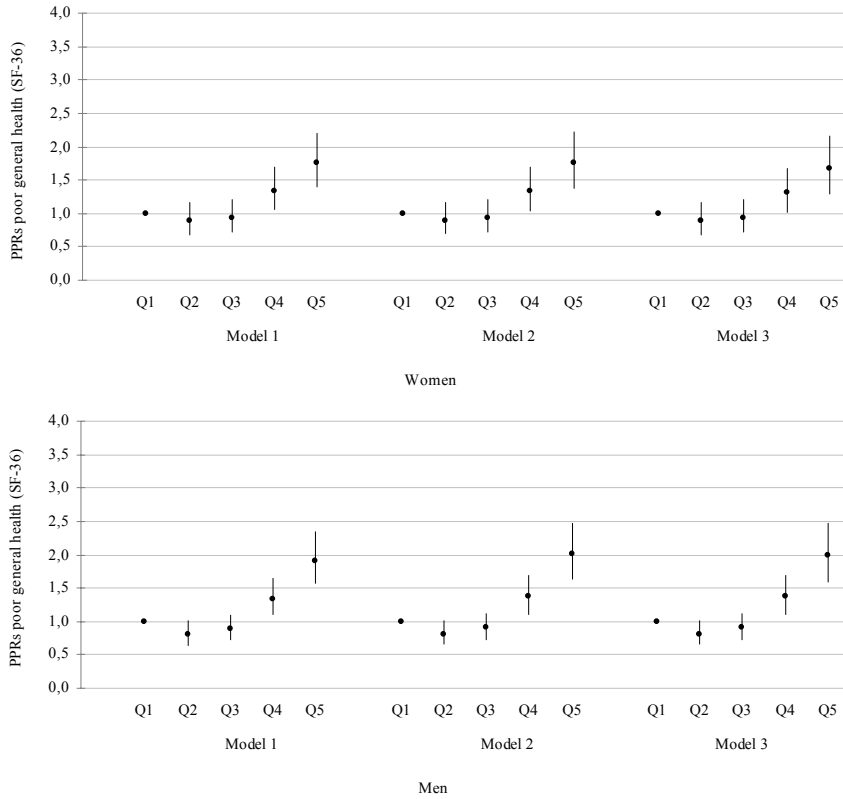 PPRs poor general health (SF-36)
4,0
3,5
3,0
2,5
2,0
1,5
1,0
0,5
0,0
Q1 Q2 Q3 Q4 Q5 Q1 Q2 Q3 Q4 Q5 Q1 Q2 Q3 Q4 Q5
Model 1 Model 2 Model 3
Women
PPRs poor general health (SF-36)
4,0
3,5
3,0
2,5
2,0
1,5
1,0
0,5
0,0
Q1 Q2 Q3 Q4 Q5 Q1 Q2 Q3 Q4 Q5 Q1 Q2 Q3 Q4 Q5
Model 1 Model 2 Model 3
Men